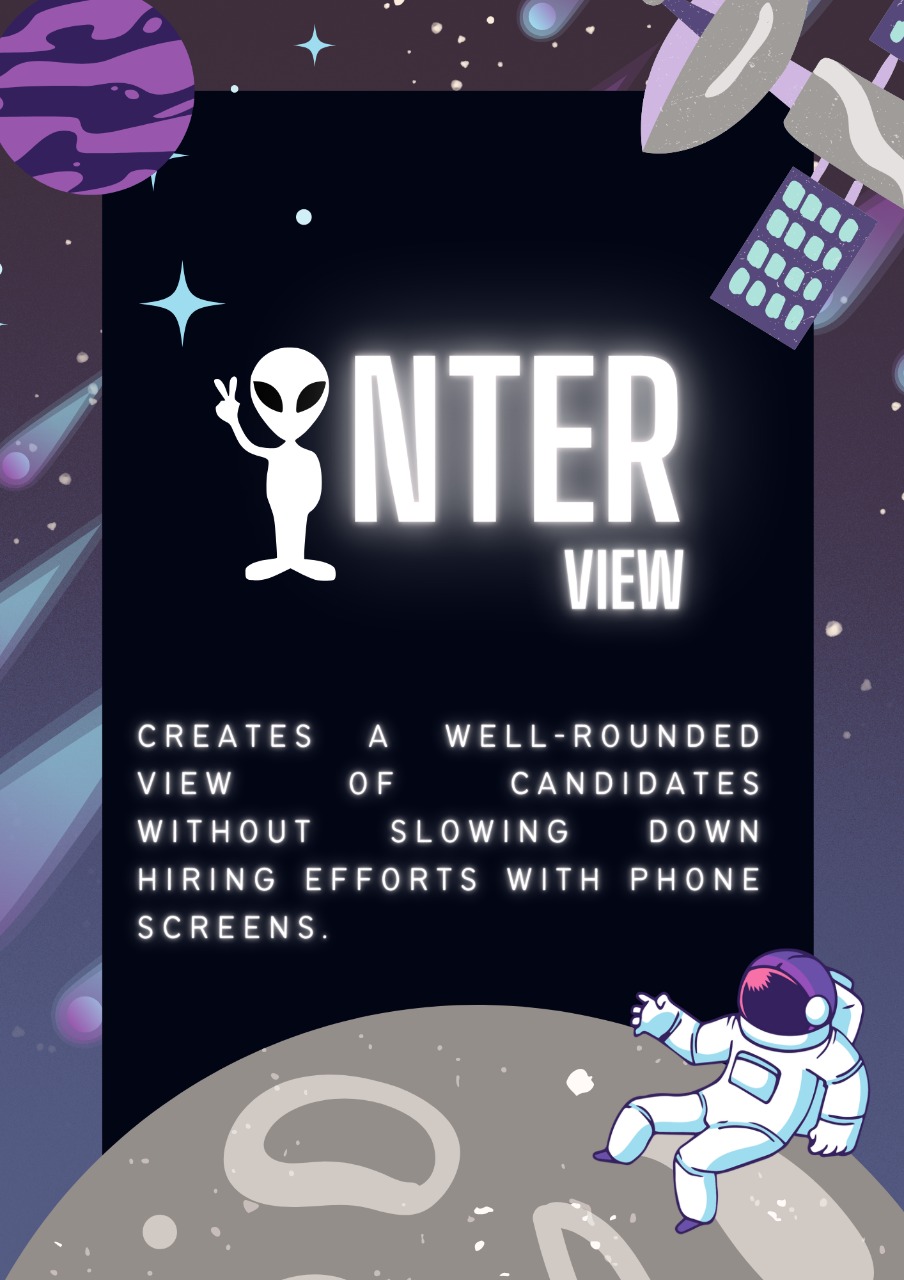 NTER
VIEW
CREATES A WELL-ROUNDED
VIEW OF CANDIDATES
WITHOUT SLOWING DOWN
HIRING EFFORTS WITH PHONE
SCREENS.